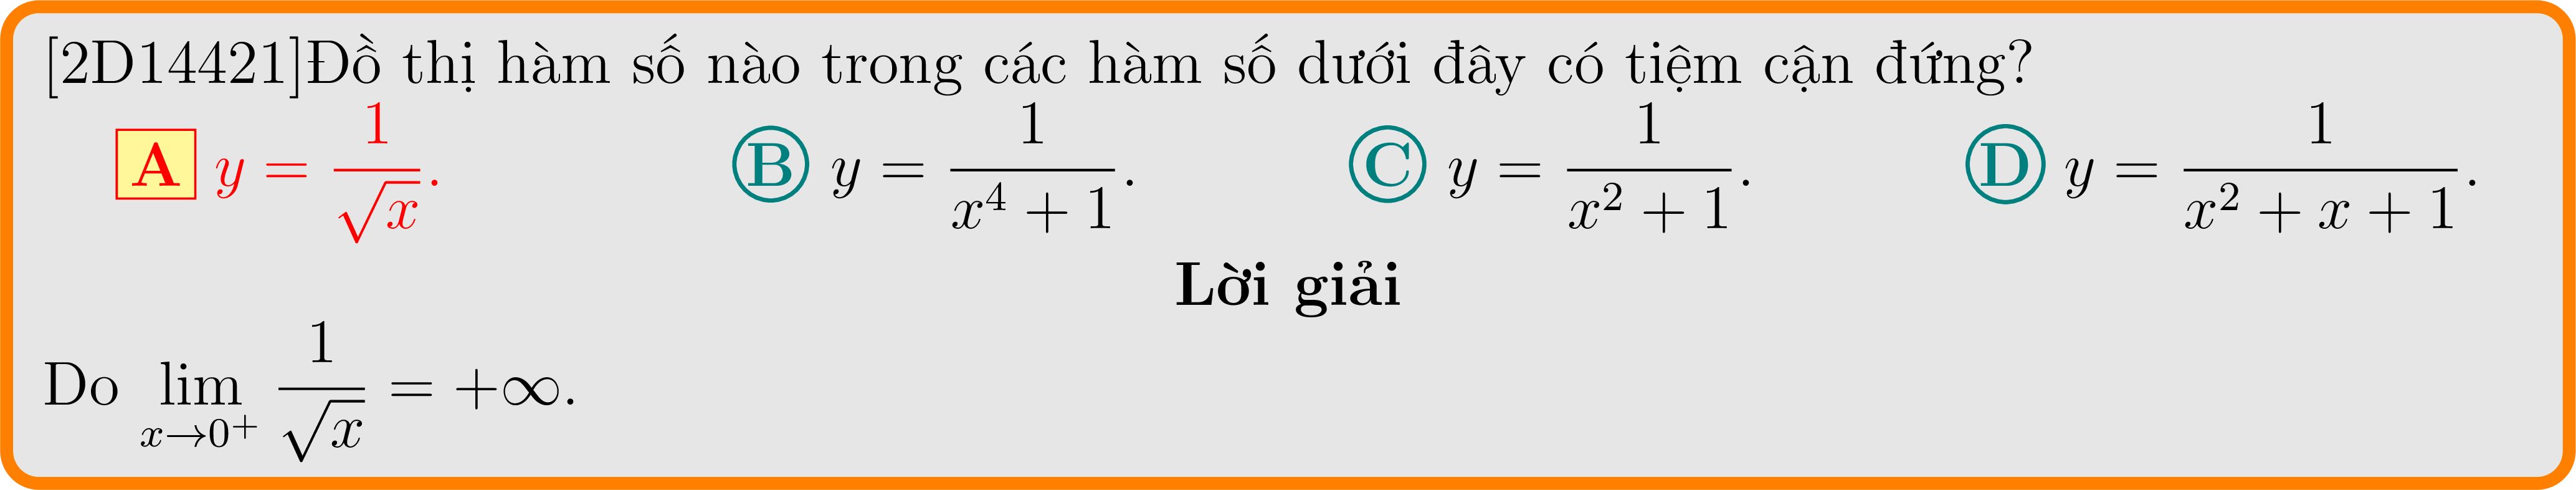 [2D14421]Đồ thị hàm số nào trong các hàm số dưới đây có tiệm cận đứng?
A y = \frac{1}{\sqrt{x}}. B y = \frac{1}{x^4 + 1}. C y = \frac{1}{x^2 + 1}. D y = \frac{1}{x^2 + x + 1}.
Lời giải
Do \lim_{x \to 0^+} \frac{1}{\sqrt{x}} = +\infty.